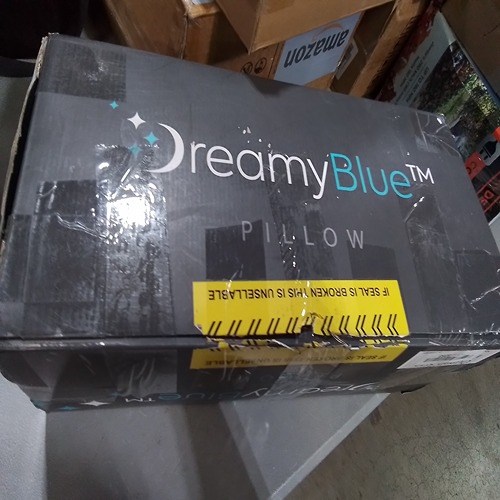 amazon
DreamyBlue™
PILLOW
IF SEAL IS BROKEN THIS IS UNSELLABLE